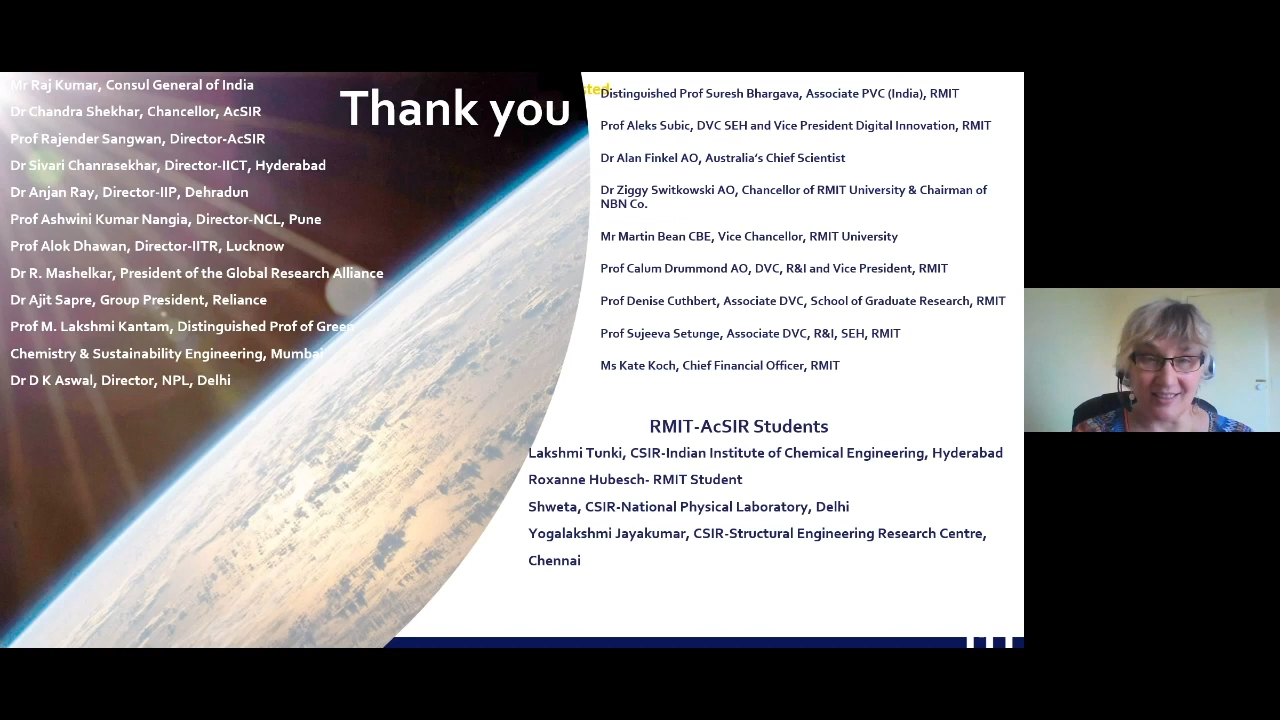 Thank you
Mr Raj Kumar, Consul General of India
Dr Chandra Shekhar, Chancellor, AcSIR
Prof Rajender Sangwan, Director-AcSIR
Dr Sivari Chanrasekhar, Director-IICT, Hyderabad
Dr Anjan Ray, Director-IIP, Dehradun
Prof Ashwini Kumar Nangia, Director-NCL, Pune
Prof Alok Dhawan, Director-IITR, Lucknow
Dr R. Mashelkar, President of the Global Research Alliance
Dr Ajit Sapre, Group President, Reliance
Prof M. Lakshmi Kantam, Distinguished Prof of Green
Chemistry & Sustainability Engineering, Mumbai
Dr D K Aswal, Director, NPL, Delhi
Distinguished Prof Suresh Bhargava, Associate PVC (India), RMIT
Prof Aleks Subic, DVC SEH and Vice President Digital Innovation, RMIT
Dr Alan Finkel AO, Australia's Chief Scientist
Dr Ziggy Switkowski AO, Chancellor of RMIT University & Chairman of
NBN Co.
Mr Martin Bean CBE, Vice Chancellor, RMIT University
Prof Calum Drummond AO, DVC, R&I and Vice President, RMIT
Prof Denise Cuthbert, Associate DVC, School of Graduate Research, RMIT
Prof Sujeeva Setunge, Associate DVC, R&I, SEH, RMIT
Ms Kate Koch, Chief Financial Officer, RMIT
RMIT-AcSIR Students
Lakshmi Tunki, CSIR-Indian Institute of Chemical Engineering, Hyderabad
Roxanne Hubesch- RMIT Student
Shweta, CSIR-National Physical Laboratory, Delhi
Yogalakshmi Jayakumar, CSIR-Structural Engineering Research Centre,
Chennai